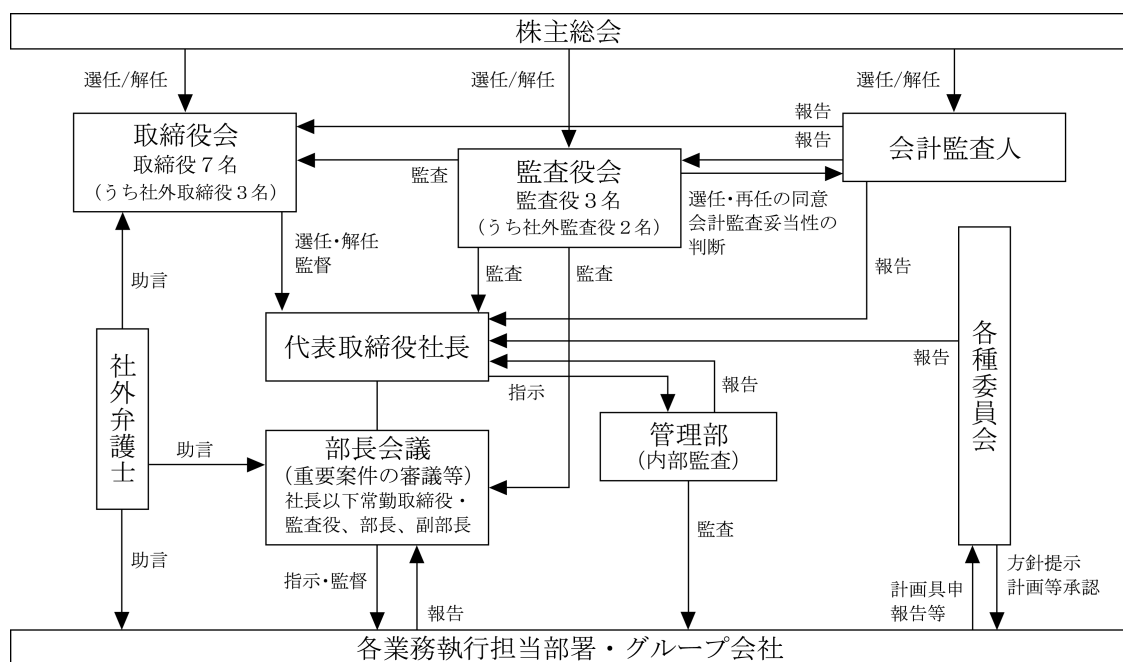 株主総会
選任/解任
選任/解任
選任/解任
取締役会
取締役7名
(うち社外取締役3名)
報告
報告
会計監査人
監査
監査役会
監査役3名
(うち社外監査役2名)
選任・再任の同意
会計監査妥当性の
判断
選任・解任
監督
助言
監査
監査
報告
代表取締役社長
報告
各種委員会
社外弁護士
指示
報告
助言
部長会議
(重要案件の審議等)
社長以下常勤取締役・
監査役、部長、副部長
管理部
(内部監査)
監査
助言
指示・監督
報告
計画具申
報告等
方針提示
計画等承認
各業務執行担当部署・グループ会社